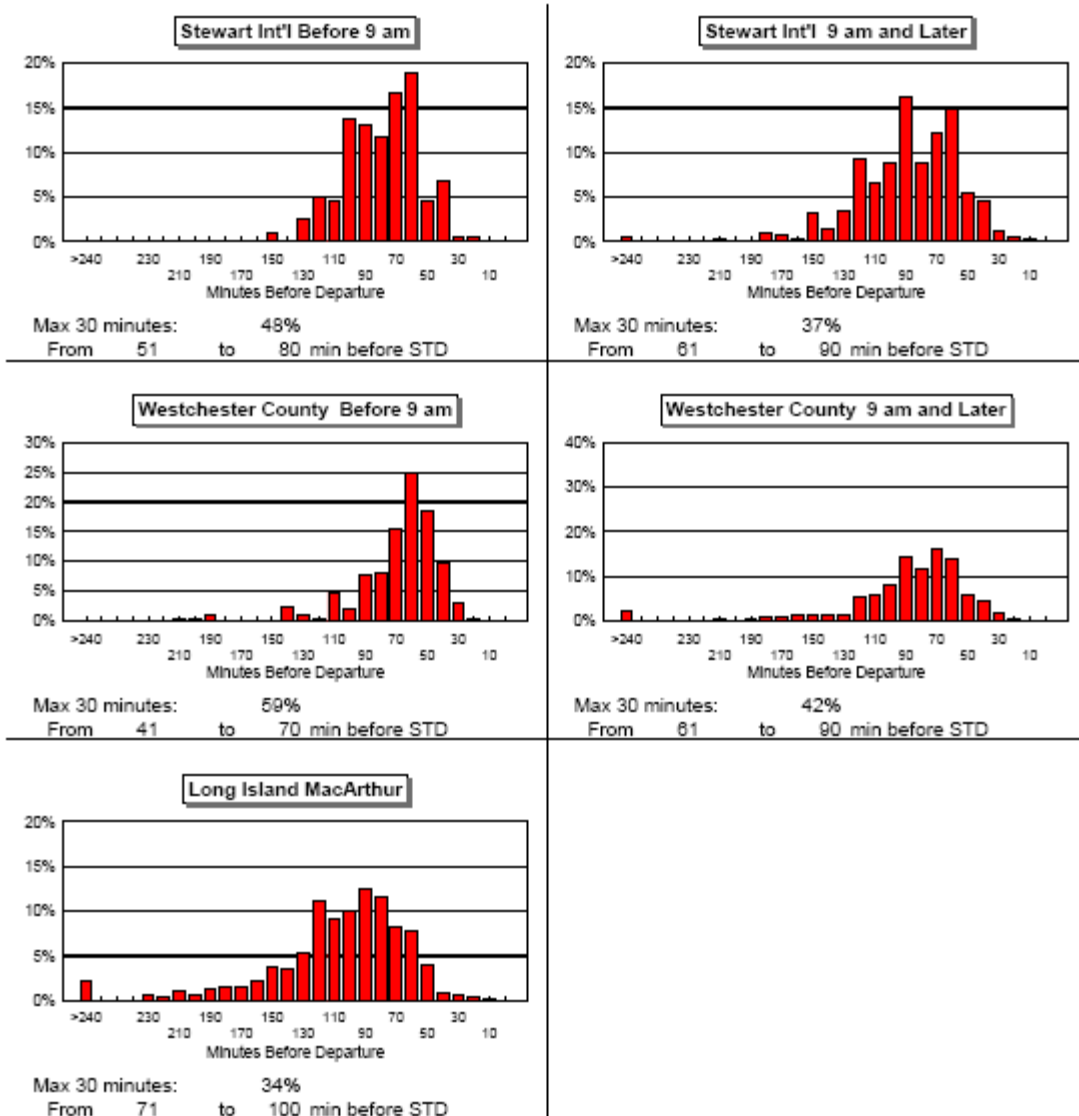 Stewart Int'l Before 9 am
20%
15%
10%
5%
0%
>240 230 190 150 110 70 30
210 170 130 90 50 10
Minutes Before Departure
Max 30 minutes: 48%
From 51 to 80 min before STD
Stewart Int'l 9 am and Later
20%
15%
10%
5%
0%
>240 230 190 150 110 70 30
210 170 130 90 50 10
Minutes Before Departure
Max 30 minutes: 37%
From 61 to 90 min before STD
Westchester County Before 9 am
30%
25%
20%
15%
10%
5%
0%
>240 230 190 150 110 70 30
210 170 130 90 50 10
Minutes Before Departure
Max 30 minutes: 59%
From 41 to 70 min before STD
Westchester County 9 am and Later
40%
30%
20%
10%
0%
>240 230 190 150 110 70 30
210 170 130 90 50 10
Minutes Before Departure
Max 30 minutes: 42%
From 61 to 90 min before STD
Long Island MacArthur
20%
15%
10%
5%
0%
>240 230 190 150 110 70 30
210 170 130 90 50 10
Minutes Before Departure
Max 30 minutes: 34%
From 71 to 100 min before STD